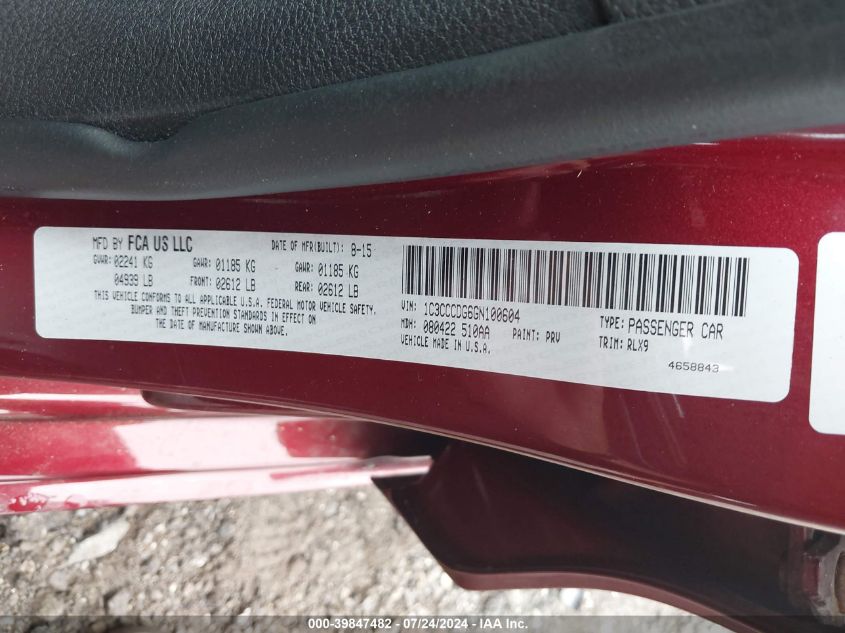 MFD BY FCA US LLC DATE OF MFR(BUILT): 8-15
GVWR: 02241 KG GAWR: 01185 KG GAWR: 01185 KG
04939 LB FRONT: 02612 LB REAR: 02612 LB
THIS VEHICLE CONFORMS TO ALL APPLICABLE U.S.A. FEDERAL MOTOR VEHICLE SAFETY,
BUMPER AND THEFT PREVENTION STANDARDS IN EFFECT ON
THE DATE OF MANUFACTURE SHOWN ABOVE.
VIN: 1C3CCCDG6GN100604 TYPE: PASSENGER CAR
MDH: 080422 510AA PAINT: PRV TRIM: RLX9
VEHICLE MADE IN U.S.A. 4658843
000-39847482 - 07/24/2024 - IAA Inc.